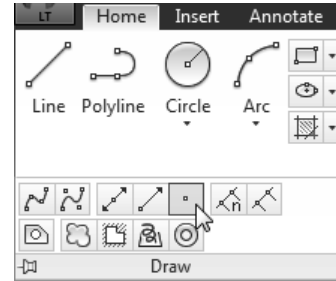 LT
Home Insert Annotate
Line Polyline Circle Arc
n
Draw